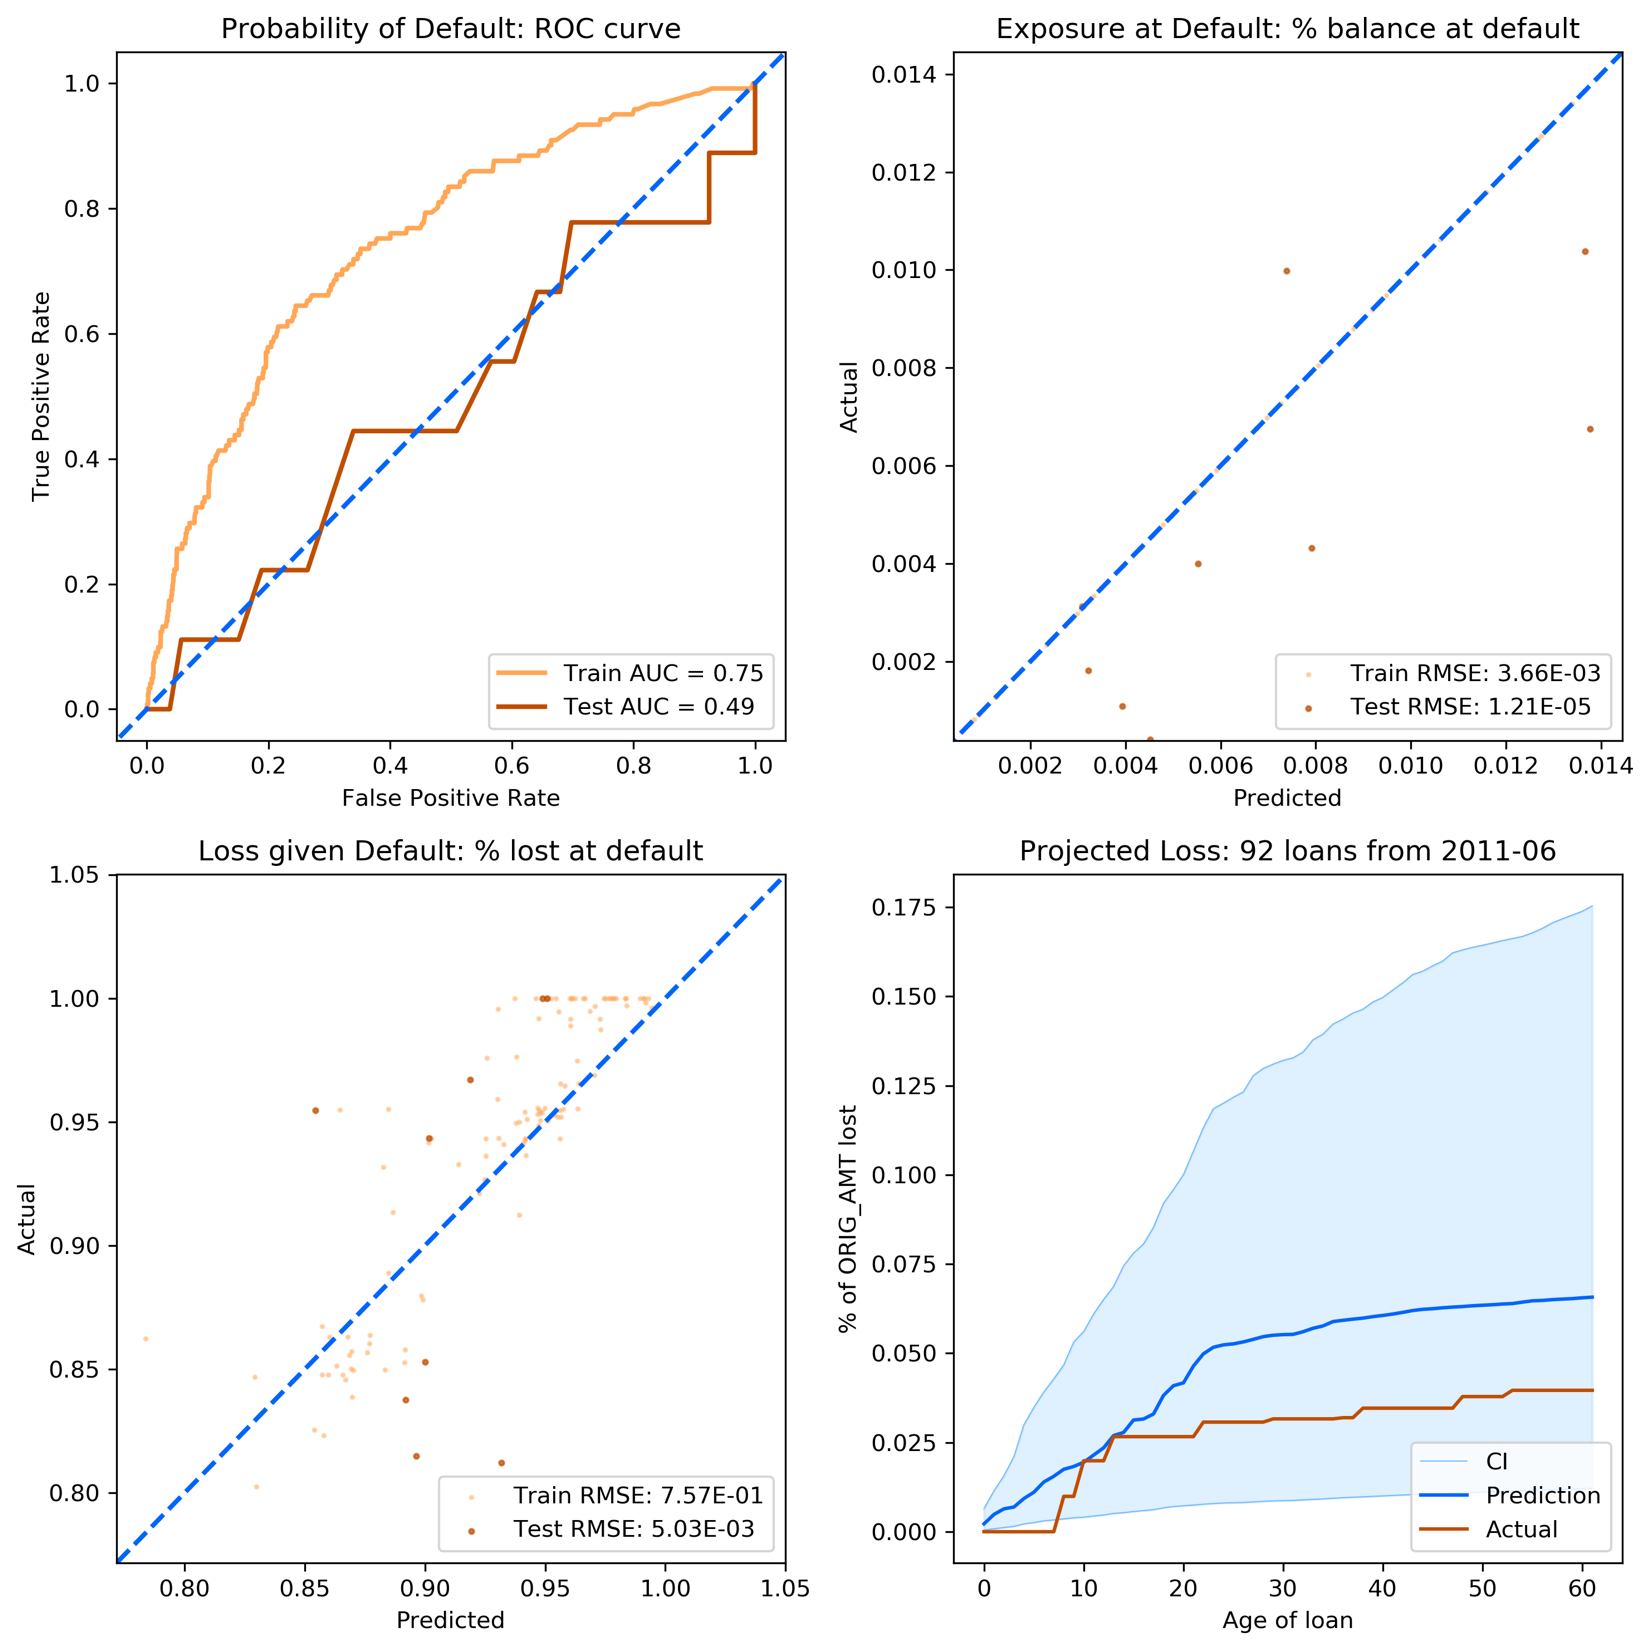 Probability of Default: ROC curve
True Positive Rate
1.0
0.8
0.6
0.4
0.2
0.0
Train AUC = 0.75
Test AUC = 0.49
0.0 0.2 0.4 0.6 0.8 1.0
False Positive Rate
Exposure at Default: % balance at default
Actual
0.014
0.012
0.010
0.008
0.006
0.004
0.002
Train RMSE: 3.66E-03
Test RMSE: 1.21E-05
0.002 0.004 0.006 0.008 0.010 0.012 0.014
Predicted
Loss given Default: % lost at default
Actual
1.05
1.00
0.95
0.90
0.85
0.80
Train RMSE: 7.57E-01
Test RMSE: 5.03E-03
0.80 0.85 0.90 0.95 1.00 1.05
Predicted
Projected Loss: 92 loans from 2011-06
% of ORIG_AMT lost
0.175
0.150
0.125
0.100
0.075
0.050
0.025
0.000
CI
Prediction
Actual
0 10 20 30 40 50 60
Age of loan